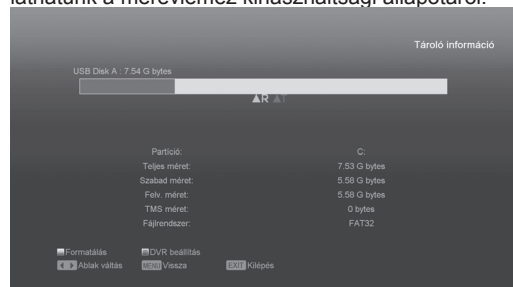 láthatunk a merevlemez kihasználtsági állapotáról.
Tároló információ
USB Disk A : 7.54 G bytes
▲R ▲T
Partíció: C:
Teljes méret: 7.53 G bytes
Szabad méret: 5.58 G bytes
Felv. méret: 5.58 G bytes
TMS méret: 0 bytes
Fájlrendszer: FAT32
Formatálás DVR beállítás
Ablak váltás MENU Vissza EXIT Kilépés